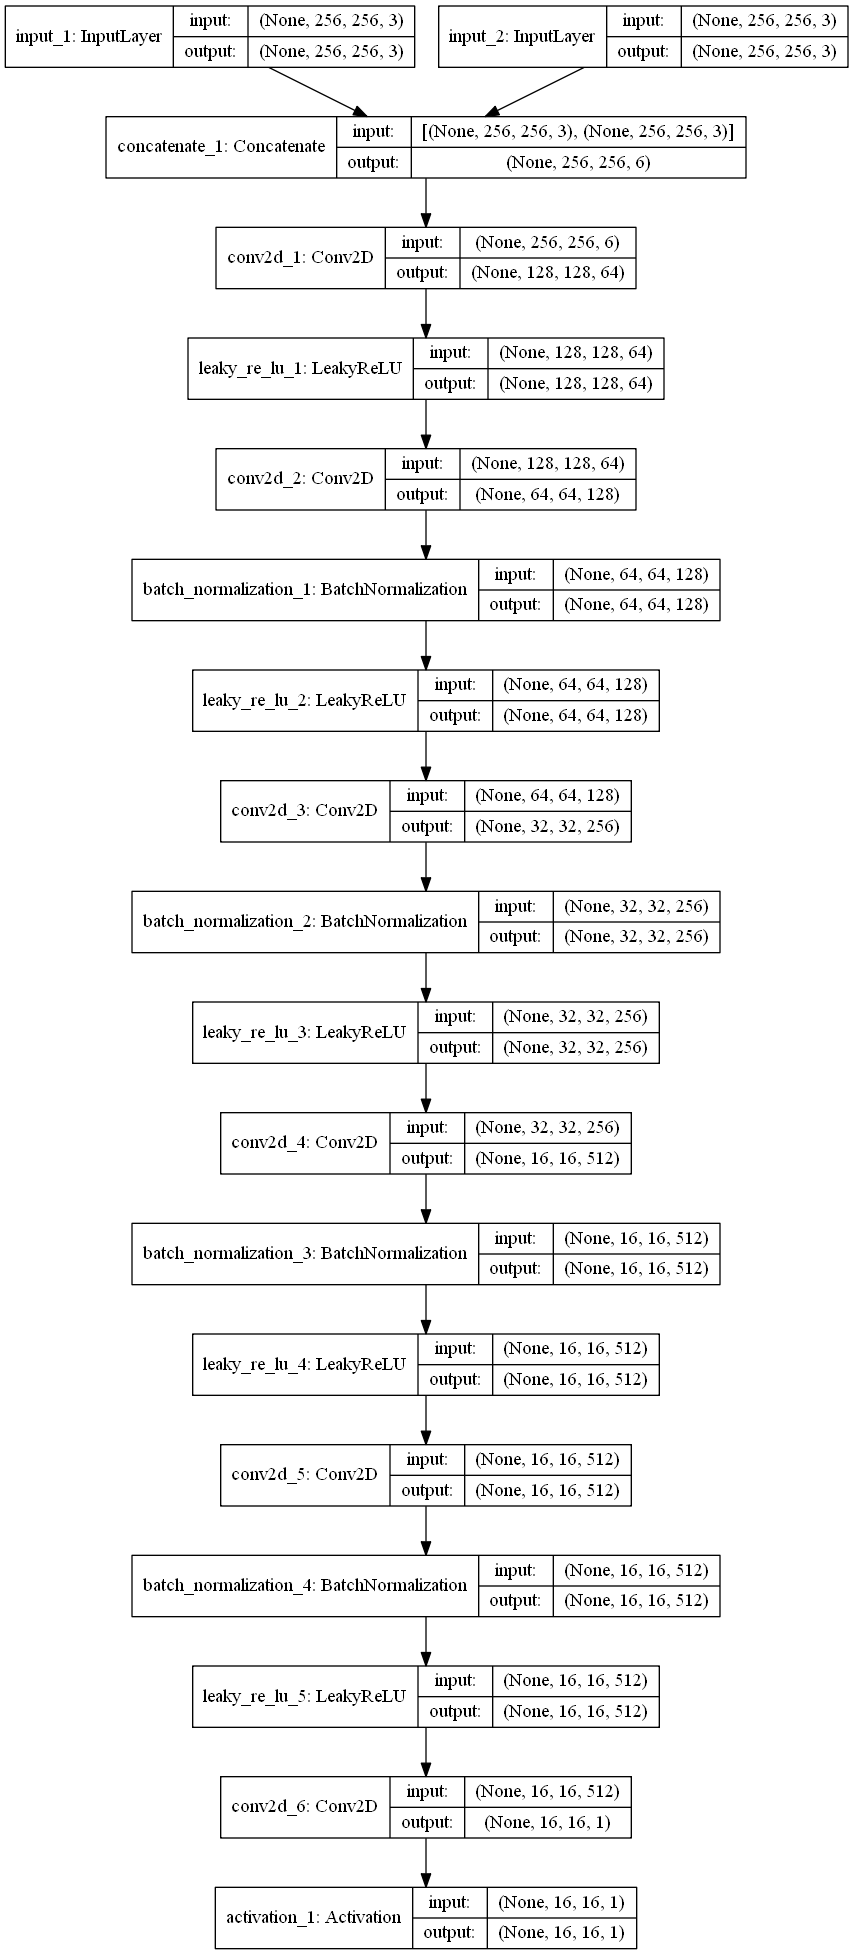 input_1: InputLayer
input: (None, 256, 256, 3)
output: (None, 256, 256, 3)
input_2: InputLayer
input: (None, 256, 256, 3)
output: (None, 256, 256, 3)
concatenate_1: Concatenate
input: [(None, 256, 256, 3), (None, 256, 256, 3)]
output: (None, 256, 256, 6)
conv2d_1: Conv2D
input: (None, 256, 256, 6)
output: (None, 128, 128, 64)
leaky_re_lu_1: LeakyReLU
input: (None, 128, 128, 64)
output: (None, 128, 128, 64)
conv2d_2: Conv2D
input: (None, 128, 128, 64)
output: (None, 64, 64, 128)
batch_normalization_1: BatchNormalization
input: (None, 64, 64, 128)
output: (None, 64, 64, 128)
leaky_re_lu_2: LeakyReLU
input: (None, 64, 64, 128)
output: (None, 64, 64, 128)
conv2d_3: Conv2D
input: (None, 64, 64, 128)
output: (None, 32, 32, 256)
batch_normalization_2: BatchNormalization
input: (None, 32, 32, 256)
output: (None, 32, 32, 256)
leaky_re_lu_3: LeakyReLU
input: (None, 32, 32, 256)
output: (None, 32, 32, 256)
conv2d_4: Conv2D
input: (None, 32, 32, 256)
output: (None, 16, 16, 512)
batch_normalization_3: BatchNormalization
input: (None, 16, 16, 512)
output: (None, 16, 16, 512)
leaky_re_lu_4: LeakyReLU
input: (None, 16, 16, 512)
output: (None, 16, 16, 512)
conv2d_5: Conv2D
input: (None, 16, 16, 512)
output: (None, 16, 16, 512)
batch_normalization_4: BatchNormalization
input: (None, 16, 16, 512)
output: (None, 16, 16, 512)
leaky_re_lu_5: LeakyReLU
input: (None, 16, 16, 512)
output: (None, 16, 16, 512)
conv2d_6: Conv2D
input: (None, 16, 16, 512)
output: (None, 16, 16, 1)
activation_1: Activation
input: (None, 16, 16, 1)
output: (None, 16, 16, 1)